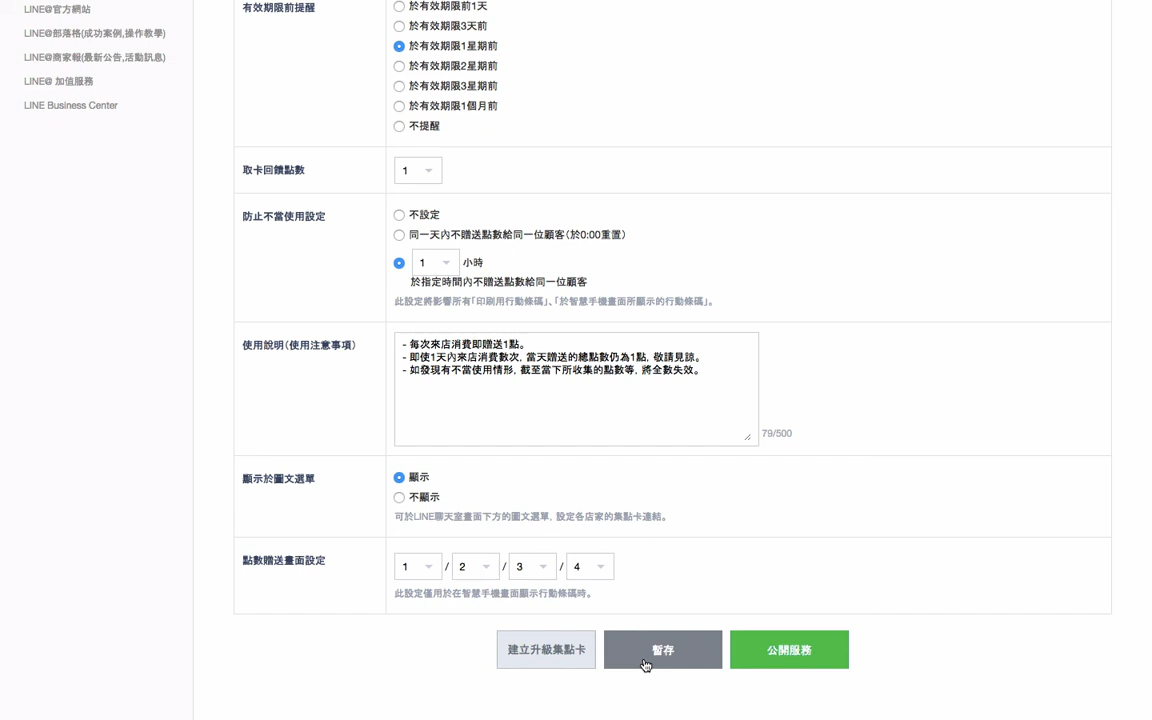 LINE@官方網站
LINE@部落格(成功案例,操作教學)
LINE@商家報(最新公告,活動訊息)
LINE@ 加值服務
LINE Business Center
有效期限前提醒
於有效期限前1天
於有效期限3天前
於有效期限1星期前
於有效期限2星期前
於有效期限3星期前
於有效期限1個月前
不提醒
取卡回饋點數
1
防止不當使用設定
不設定
同一天內不贈送點數給同一位顧客(於0:00重置)
1 小時
於指定時間內不贈送點數給同一位顧客
此設定將影響所有「印刷用行動條碼」、「於智慧手機畫面所顯示的行動條碼」。
使用說明(使用注意事項)
- 每次來店消費即贈送1點。
- 即使1天內來店消費數次, 當天贈送的總點數仍為1點, 敬請見諒。
- 如發現有不當使用情形, 截至當下所收集的點數等, 將全數失效。
79/500
顯示於圖文選單
顯示
不顯示
可於LINE聊天室畫面下方的圖文選單, 設定各店家的集點卡連結。
點數贈送畫面設定
1 / 2 / 3 / 4
此設定僅用於在智慧手機畫面顯示行動條碼時。
建立升級集點卡 暫存 公開服務